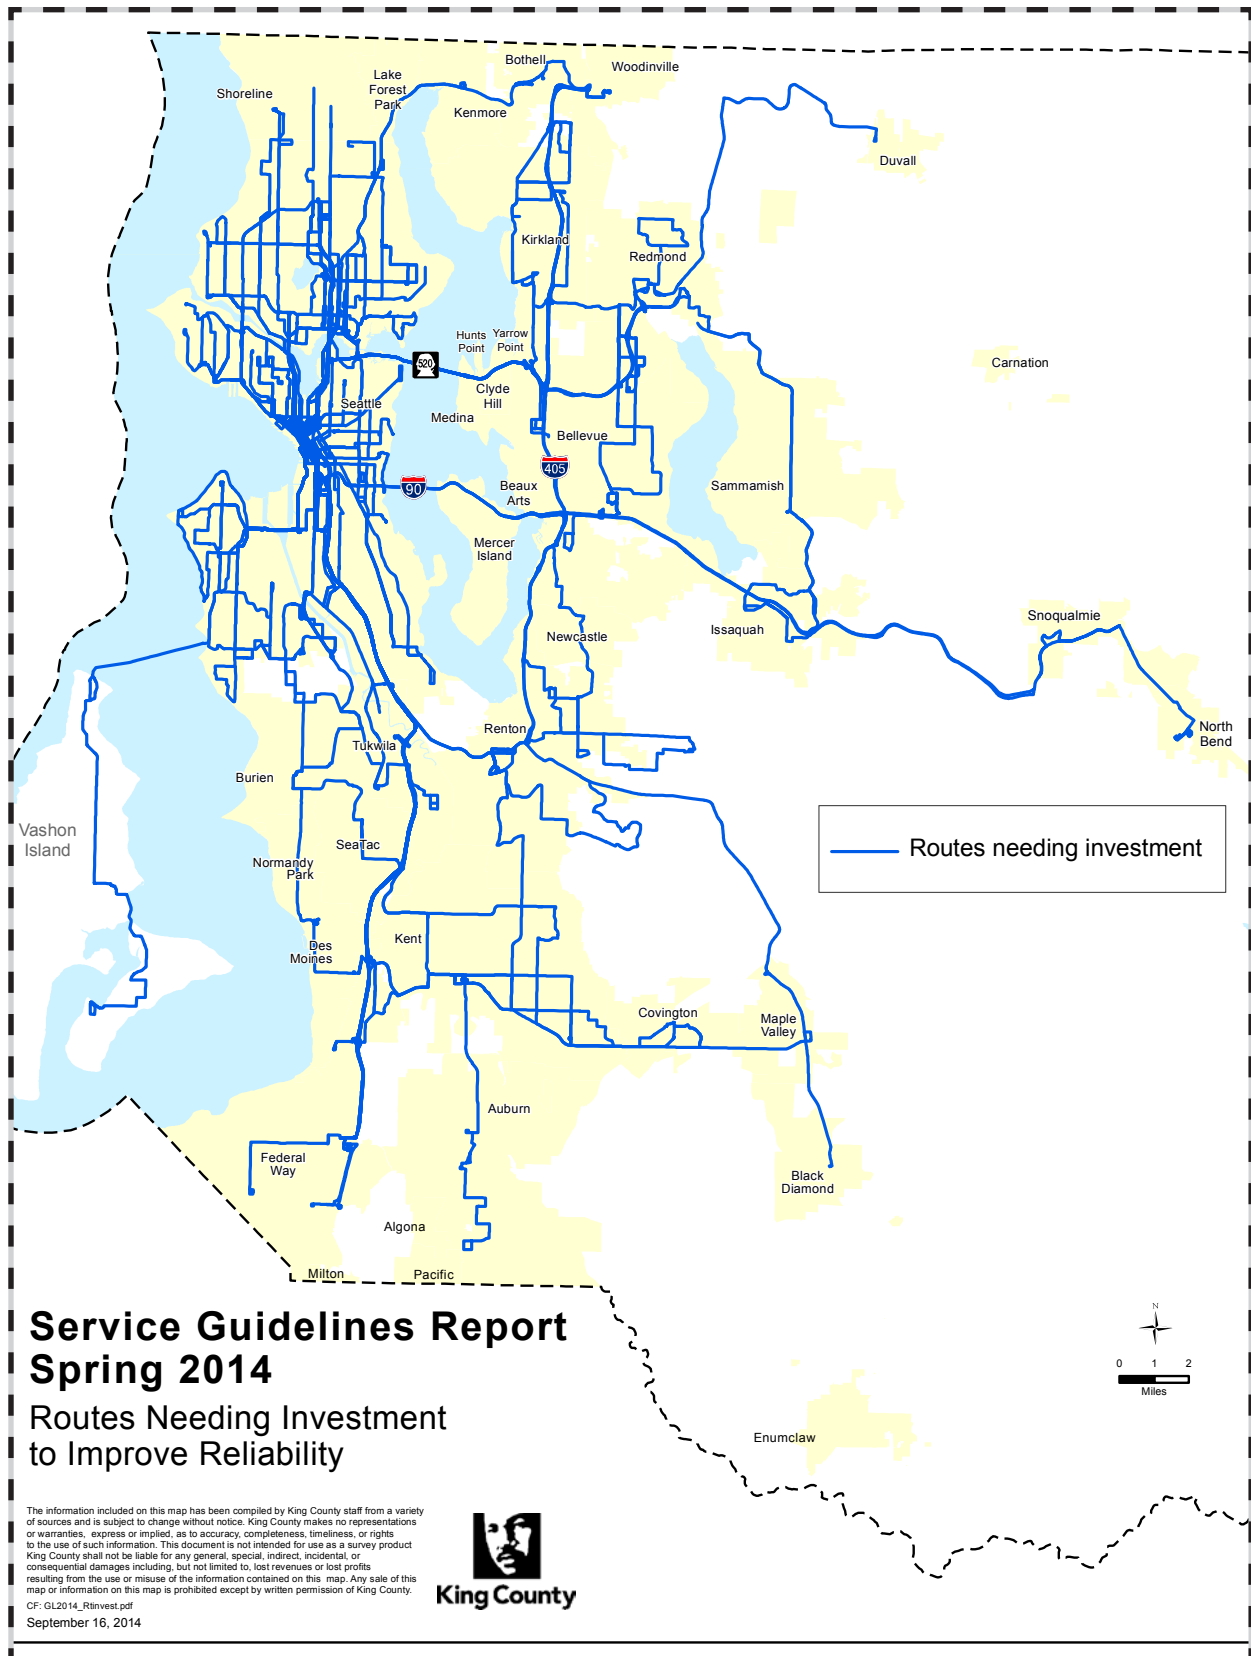 Bothell
Woodinville
Lake
Forest
Park
Shoreline
Kenmore
Duvall
Kirkland
Redmond
Hunts
Point
Yarrow
Point
520
Carnation
Clyde
Hill
Seattle
Medina
Bellevue
405
90
Beaux
Arts
Sammamish
Mercer
Island
Snoqualmie
Issaquah
Newcastle
Renton
North
Bend
Tukwila
Burien
Vashon
Island
SeaTac
Routes needing investment
Normandy
Park
Kent
Des
Moines
Covington
Maple
Valley
Auburn
Federal
Way
Black
Diamond
Algona
Milton
Pacific
Service Guidelines Report
Spring 2014
Routes Needing Investment
to Improve Reliability
N
0 1 2
Miles
Enumclaw
The information included on this map has been compiled by King County staff from a variety
of sources and is subject to change without notice. King County makes no representations
or warranties, express or implied, as to accuracy, completeness, timeliness, or rights
to the use of such information. This document is not intended for use as a survey product
King County shall not be liable for any general, special, indirect, incidental, or
consequential damages including, but not limited to, lost revenues or lost profits
resulting from the use or misuse of the information contained on this map. Any sale of this
map or information on this map is prohibited except by written permission of King County.
CF: GL2014_Rtinvest.pdf
September 16, 2014
King County